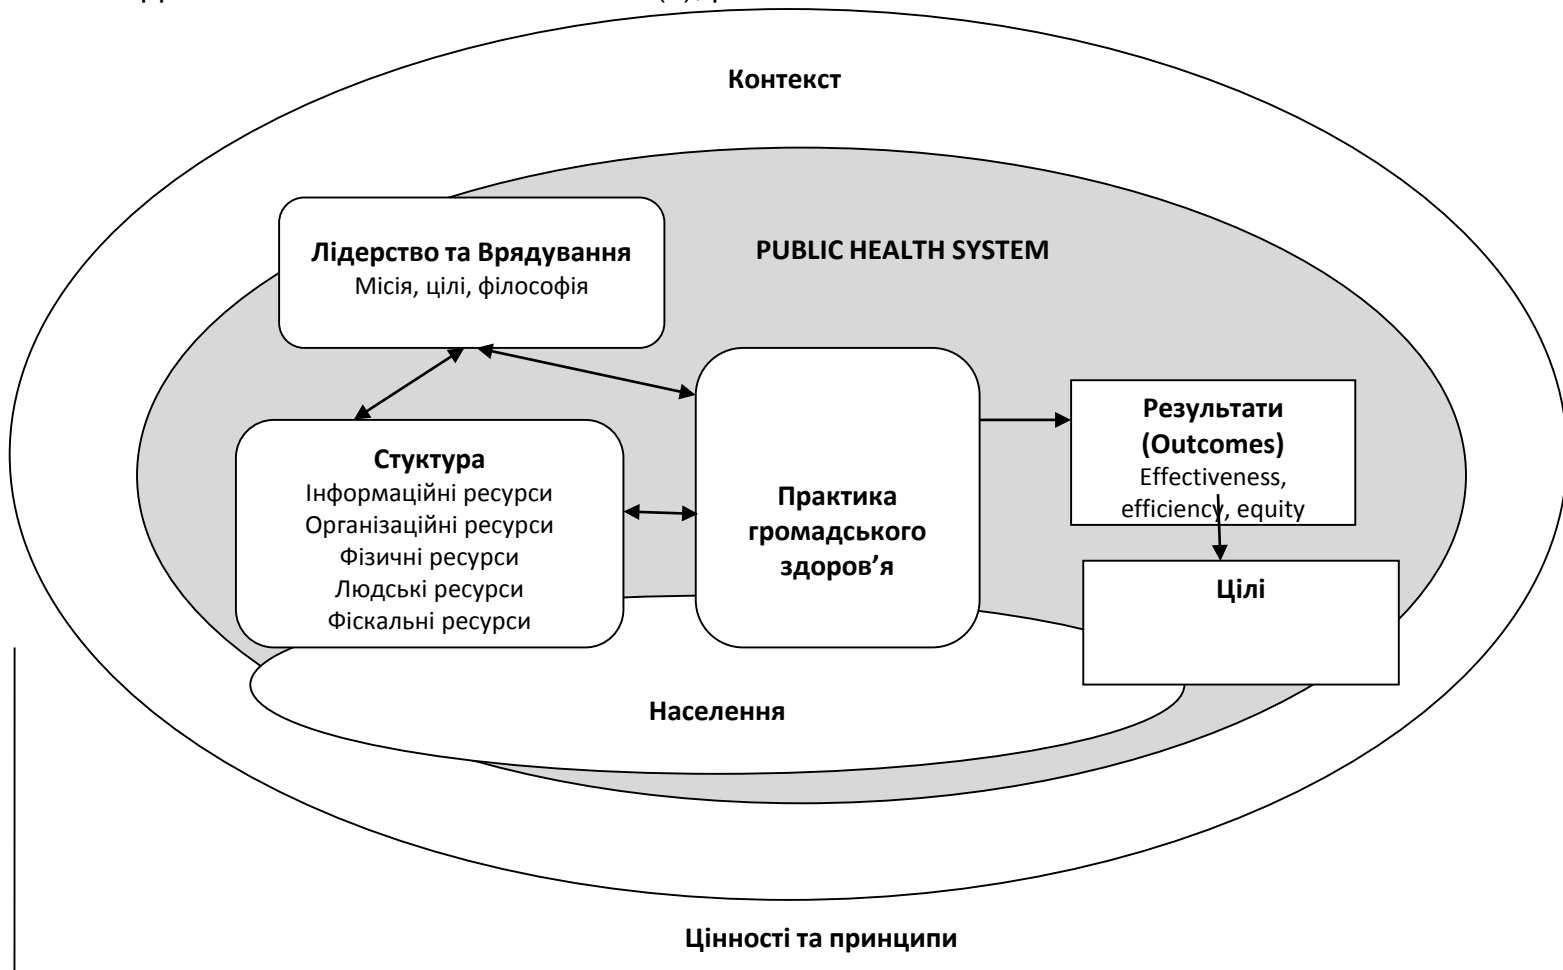 Контекст
PUBLIC HEALTH SYSTEM
Лідерство та Врядування
Місія, цілі, філософія
Стуктура
Інформаційні ресурси
Організаційні ресурси
Фізичні ресурси
Людські ресурси
Фіскальні ресурси
Практика
громадського
здоров’я
Результати
(Outcomes)
Effectiveness,
efficiency, equity
Цілі
Населення
Цінності та принципи